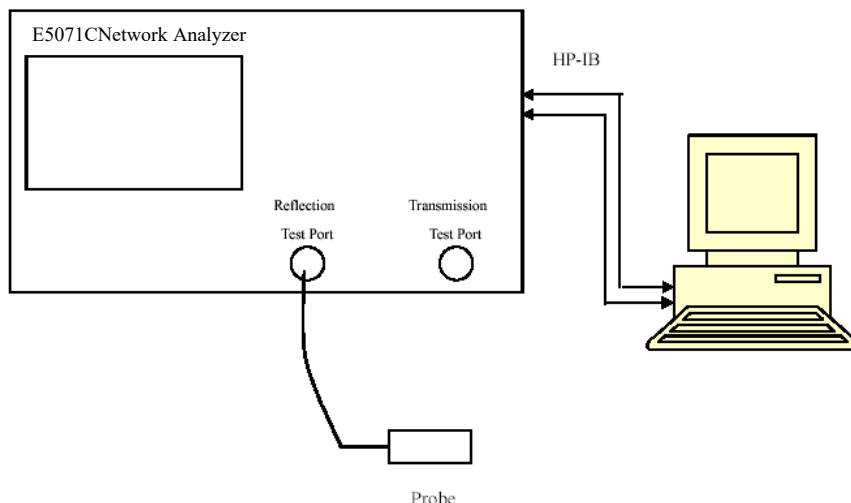 E5071CNetwork Analyzer
HP-IB
Reflection
Test Port
Transmission
Test Port
Probe